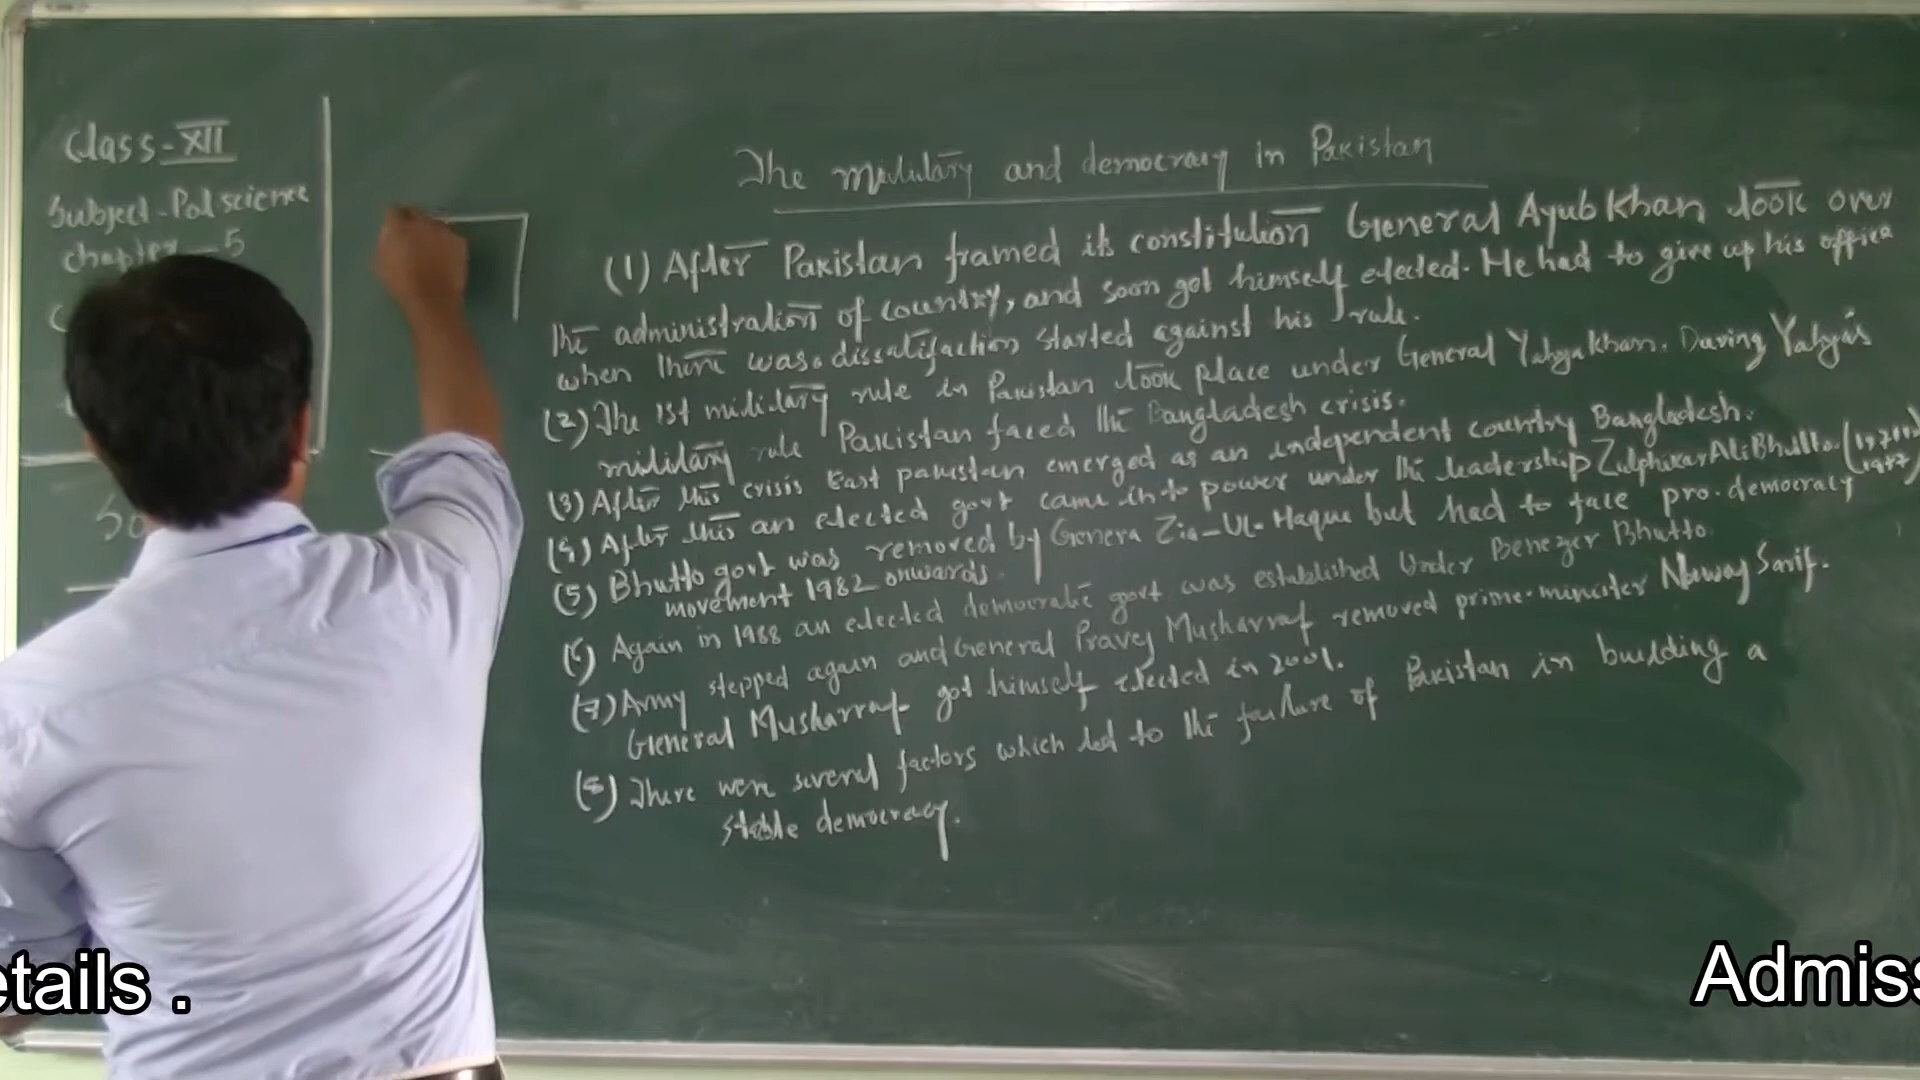 Class-XII
Subject-Pol science
chapter-5
The military and democracy in Pakistan
(1) After Pakistan framed its constitution General Ayub Khan took over
the administration of country, and soon got himself elected. He had to give up his office
when there was a dissatifaction started against his rule.
(2) The 1st military rule in Pakistan took place under General Yahya khan. During Yahya's
military rule Pakistan faced the Bangladesh crisis.
(3) After this crisis East pakistan emerged as an independent country Bangladesh.
(4) After this an elected govt came into power under the leadership Zulphikar Ali Bhutto
(5) Bhutto govt was removed by Genera Zia-Ul-Haque but had to face pro-democracy
movement 1982 onwards.
(6) Again in 1988 an elected democratic govt was established Under Benezer Bhutto.
(7) Army stepped again and General Pravej Musharraf removed prime-minister Naway Sarif.
General Musharraf got himself elected in 2001.
(8) There were several factors which led to the failure of Pakistan in building a
stable democracy.
etails .
Admiss